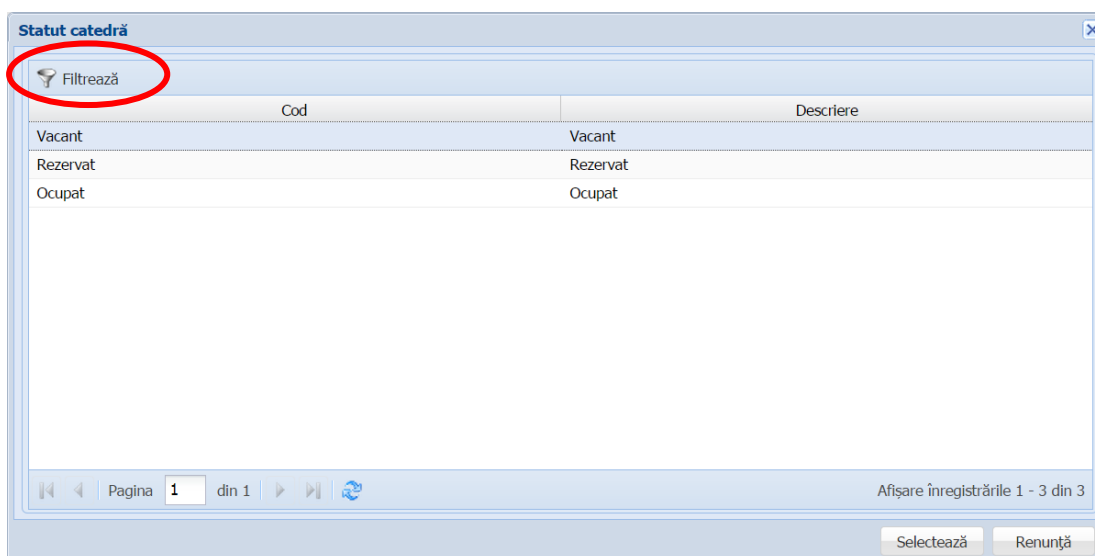 Statut catedră
Filtrează
Cod Descriere
Vacant Vacant
Rezervat Rezervat
Ocupat Ocupat
Pagina 1 din 1 Afișare înregistrările 1 - 3 din 3
Selectează Renunţă